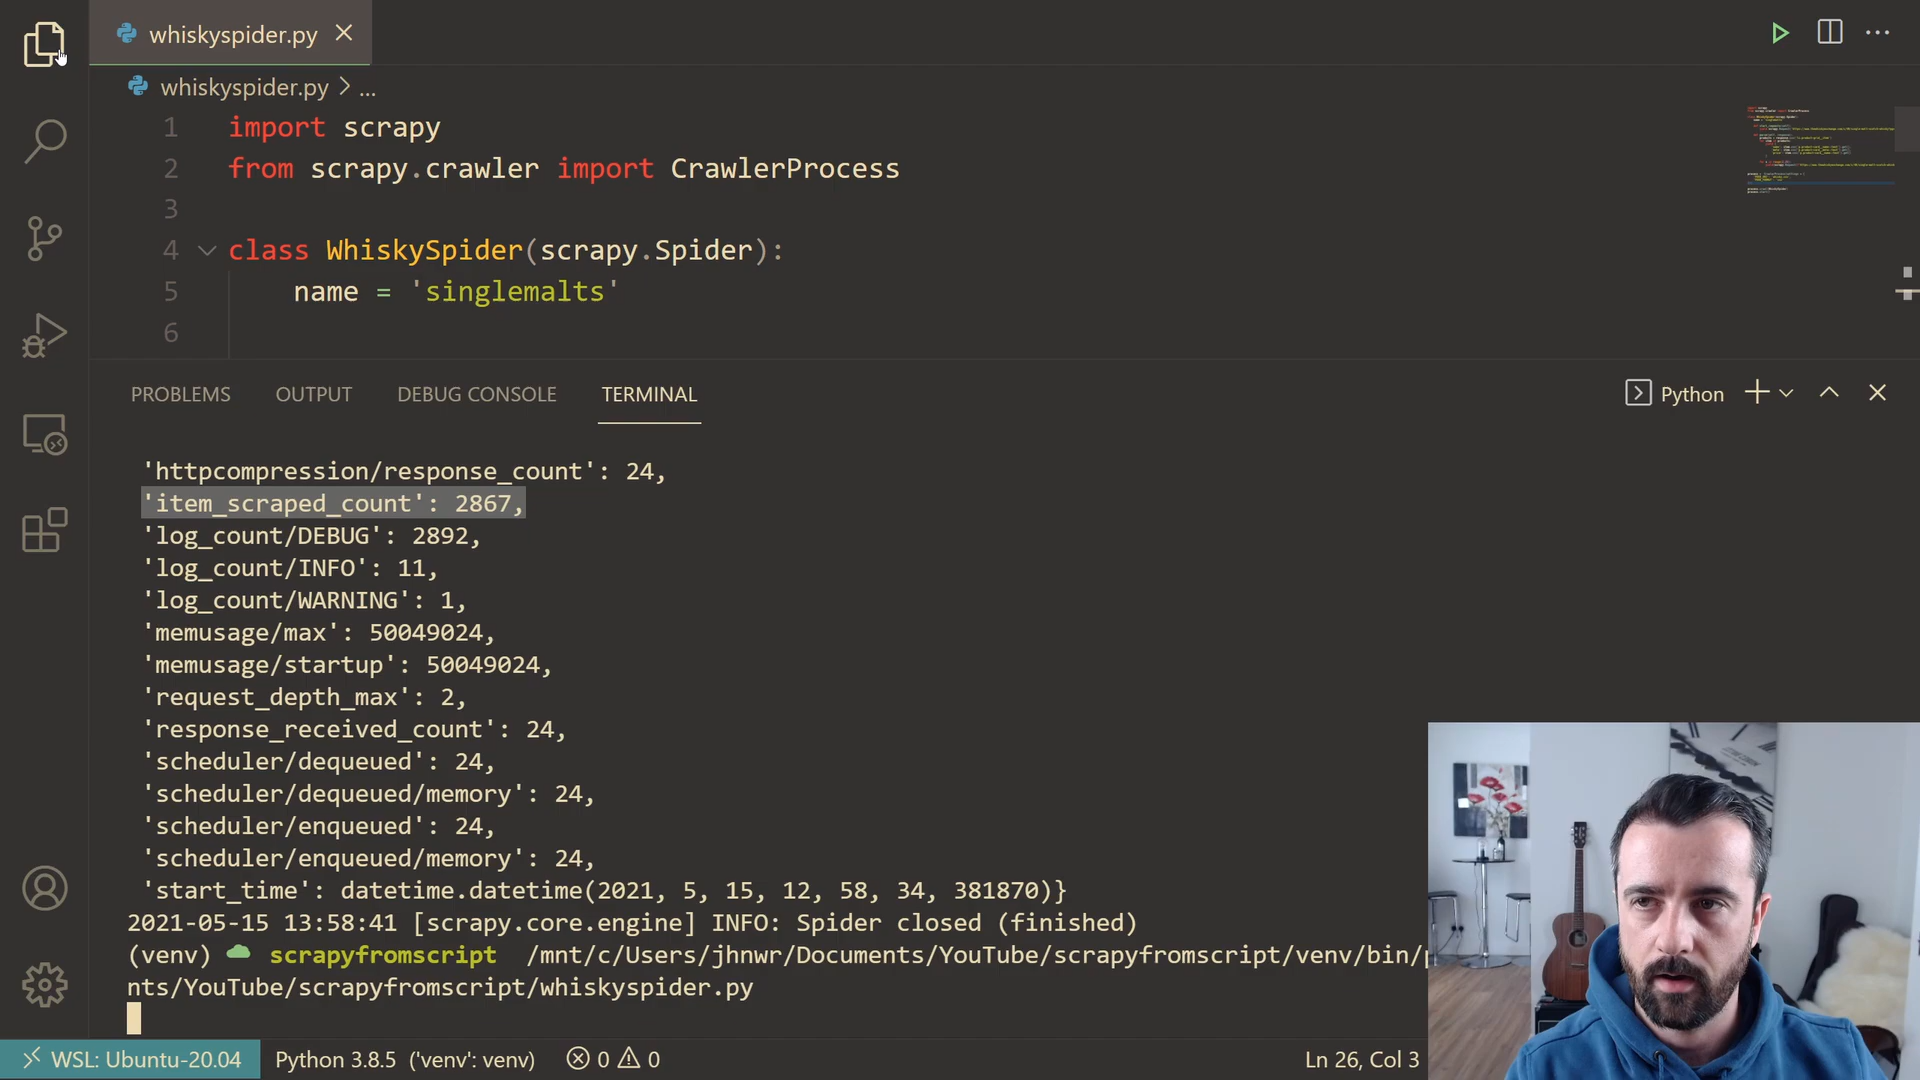 whiskyspider.py
whiskyspider.py > ...
1 import scrapy
2 from scrapy.crawler import CrawlerProcess
3
4 class WhiskySpider(scrapy.Spider):
5 name = 'singlemalts'
6
PROBLEMS OUTPUT DEBUG CONSOLE TERMINAL Python
'httpcompression/response_count': 24,
'item_scraped_count': 2867,
'log_count/DEBUG': 2892,
'log_count/INFO': 11,
'log_count/WARNING': 1,
'memusage/max': 50049024,
'memusage/startup': 50049024,
'request_depth_max': 2,
'response_received_count': 24,
'scheduler/dequeued': 24,
'scheduler/dequeued/memory': 24,
'scheduler/enqueued': 24,
'scheduler/enqueued/memory': 24,
'start_time': datetime.datetime(2021, 5, 15, 12, 58, 34, 381870)}
2021-05-15 13:58:41 [scrapy.core.engine] INFO: Spider closed (finished)
(venv) scrapyfromscript /mnt/c/Users/jhnwr/Documents/YouTube/scrapyfromscript/venv/bin/
nts/YouTube/scrapyfromscript/whiskyspider.py
WSL: Ubuntu-20.04 Python 3.8.5 ('venv': venv) 0 0 Ln 26, Col 3